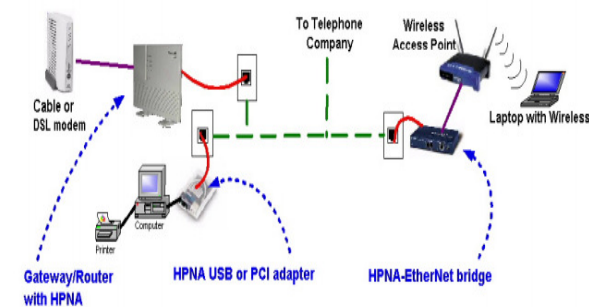 To Telephone
Company
Wireless
Access Point
Cable or
DSL modem
Laptop with Wireless
Computer
Printer
Gateway/Router
with HPNA
HPNA USB or PCI adapter
HPNA-EtherNet bridge